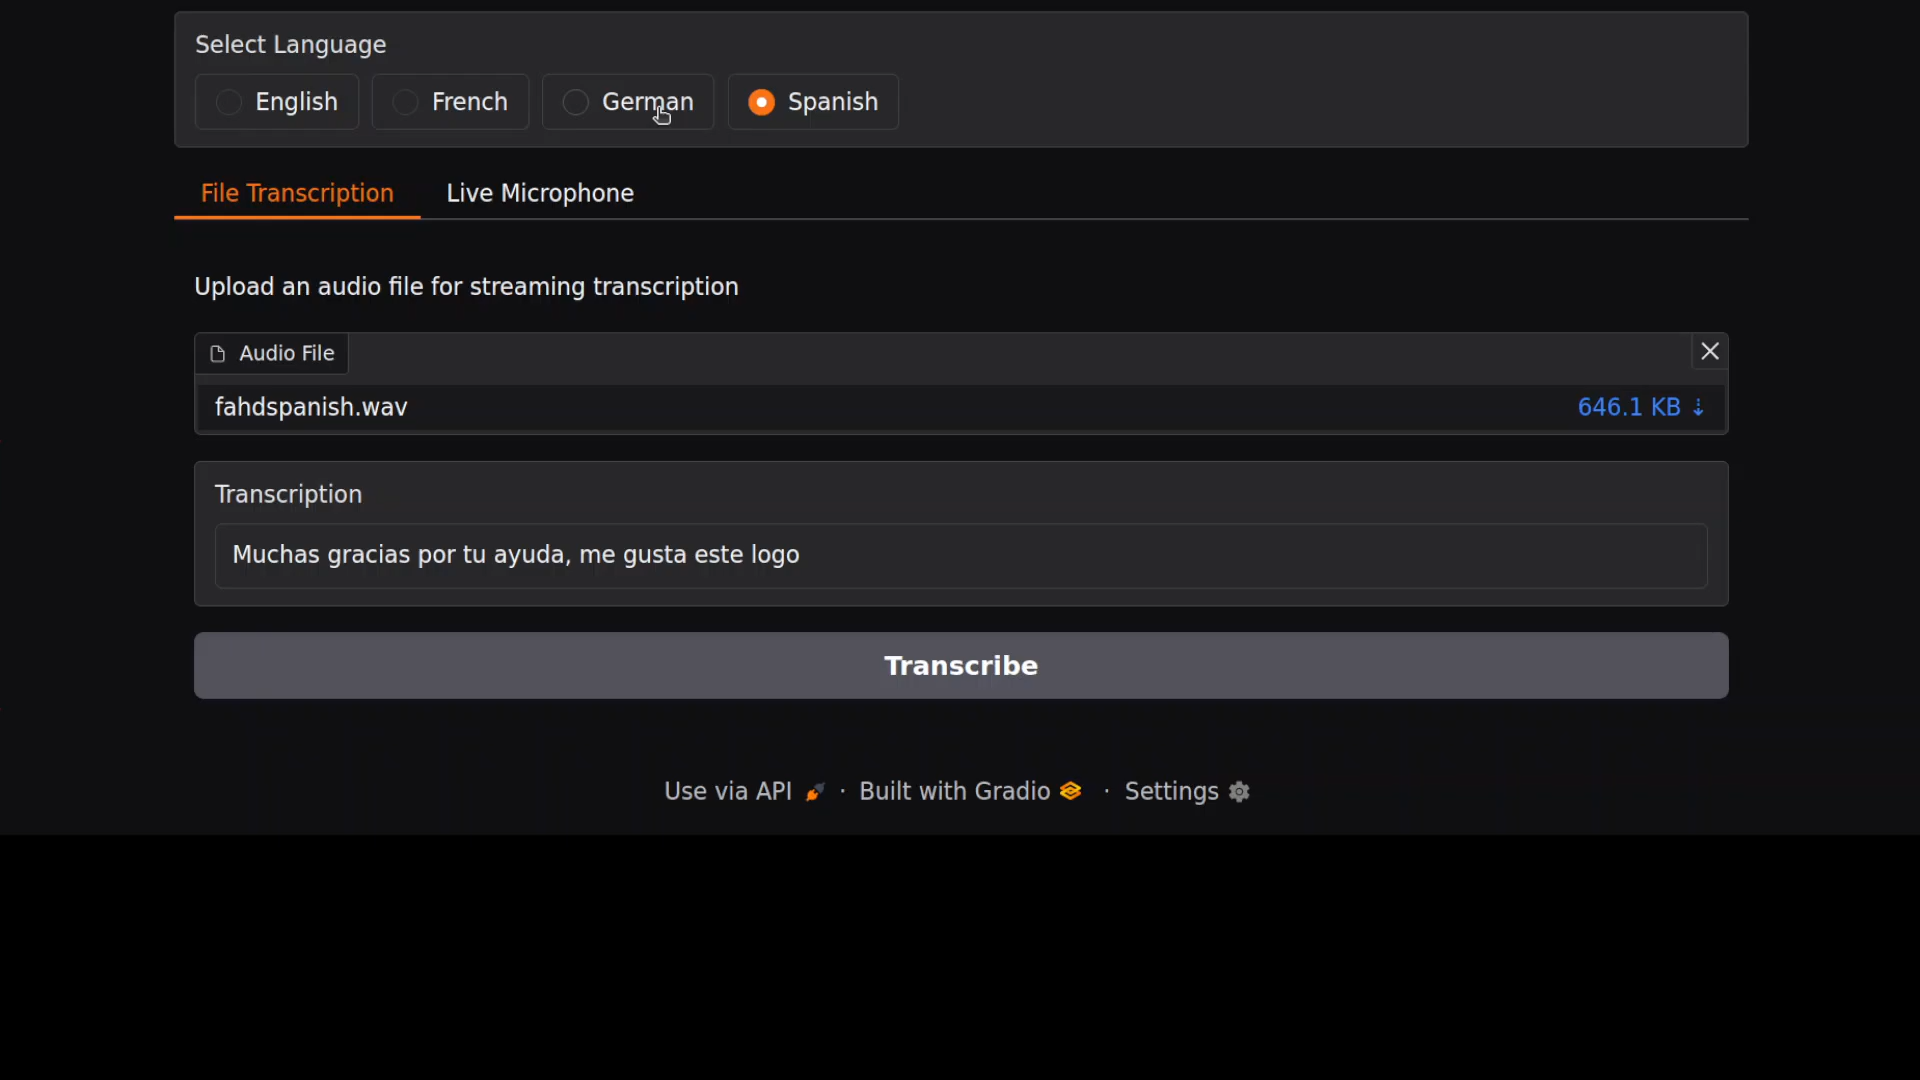 Select Language
English French German Spanish
File Transcription Live Microphone
Upload an audio file for streaming transcription
Audio File
fahdspanish.wav 646.1 KB ⇣
Transcription
Muchas gracias por tu ayuda, me gusta este logo
Transcribe
Use via API · Built with Gradio · Settings